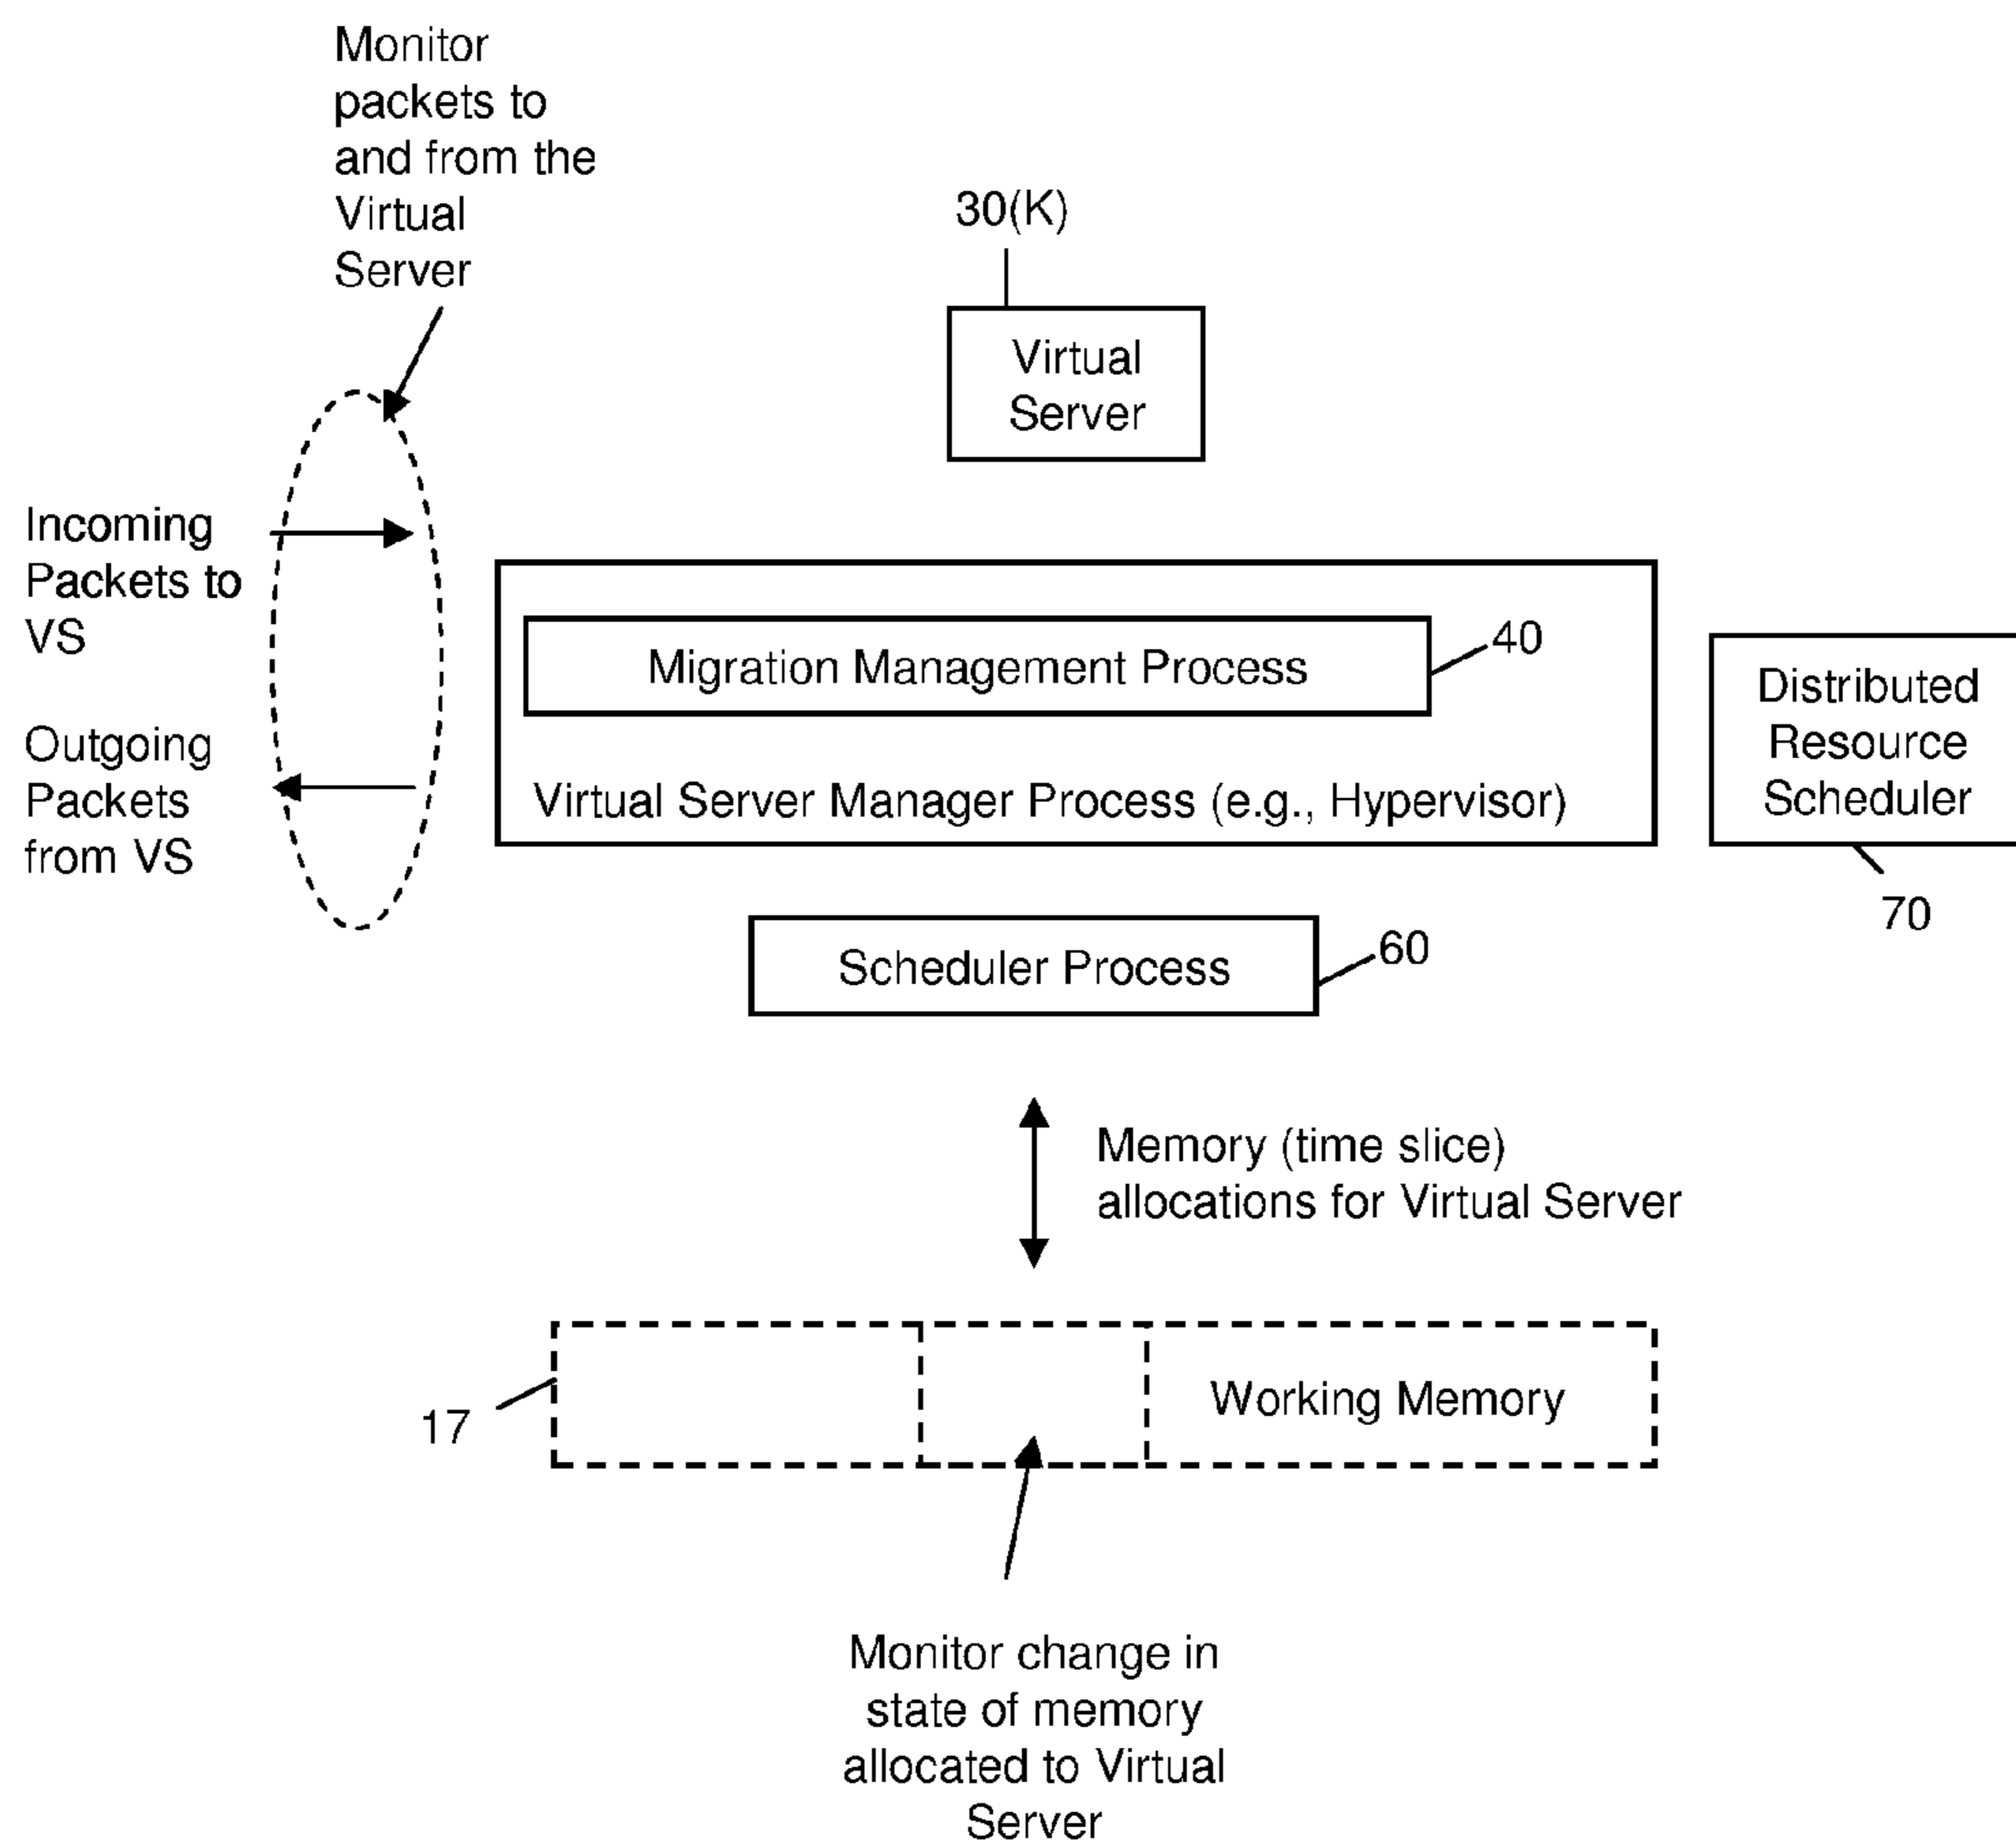 Monitor
packets to
and from the
Virtual
Server
30(K)
Virtual
Server
Incoming
Packets to
VS
Outgoing
Packets
from VS
Migration Management Process
40
Virtual Server Manager Process (e.g., Hypervisor)
Distributed
Resource
Scheduler
70
Scheduler Process
60
Memory (time slice)
allocations for Virtual Server
Working Memory
17
Monitor change in
state of memory
allocated to Virtual
Server